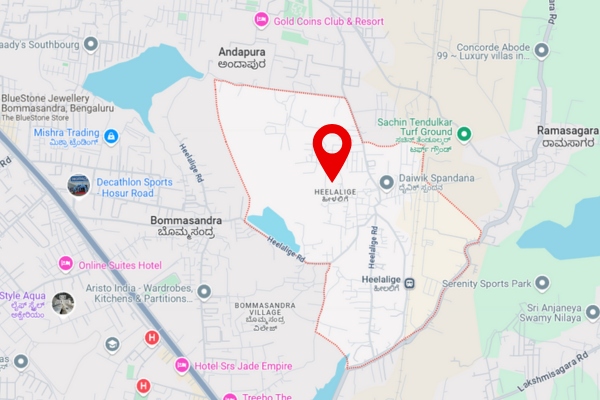 Gold Coins Club & Resort
aady's Southbourg
Andapura
ಅಂದಾಪುರ
Concorde Abode
99 ~ Luxury villas in...
BlueStone Jewellery
Bommasandra, Bengaluru
The BlueStone Store
Sachin Tendulkar
Turf Ground
ಸಚಿನ್ ತೆಂಡೂಲ್ಕರ್
ಟರ್ಫ್ ಗ್ರೌಂಡ್
Ramasagara
ರಾಮಸಾಗರ
Mishra Trading
ಮಿಶ್ರಾ ಟ್ರೇಡಿಂಗ್
Rd
Rd
Heelalige Rd
Decathlon Sports
Hosur Road
HEELALIGE
ಹೀಲಳಿಗೆ
Daiwik Spandana
ದೈವಿಕ್ ಸ್ಪಂದನ
Bommasandra
ಬೊಮ್ಮಸಂದ್ರ
Heelalige Rd
Heelalige Rd
Online Suites Hotel
Heelalige
ಹೀಲಲಿಗೆ
Serenity Sports Park
Style Aqua
ಲೈಫ್ ಸ್ಟೈಲ್
ಅಕ್ವೇರಿಯಂ
Aristo India - Wardrobes,
Kitchens & Partitions...
BOMMASANDRA
VILLAGE
ಬೊಮ್ಮಸಂದ್ರ
ವಿಲೇಜ್
Sri Anjaneya
Swamy Nilaya
H
Hotel Srs Jade Empire
H
Treebo The
Lakshmisagara Rd